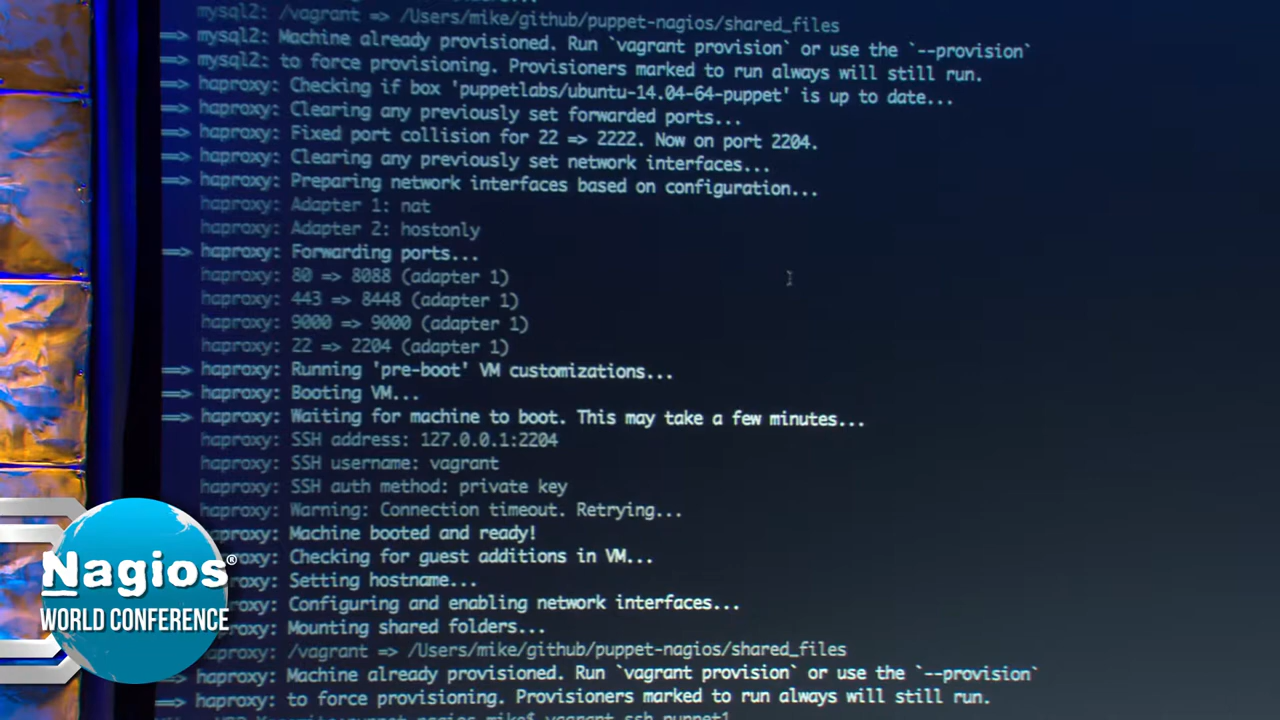 mysql2: /vagrant => /Users/mike/github/puppet-nagios/shared_files
==> mysql2: Machine already provisioned. Run `vagrant provision` or use the `--provision`
==> mysql2: to force provisioning. Provisioners marked to run always will still run.
==> haproxy: Checking if box 'puppetlabs/ubuntu-14.04-64-puppet' is up to date...
==> haproxy: Clearing any previously set forwarded ports...
==> haproxy: Fixed port collision for 22 => 2222. Now on port 2204.
==> haproxy: Clearing any previously set network interfaces...
==> haproxy: Preparing network interfaces based on configuration...
haproxy: Adapter 1: nat
haproxy: Adapter 2: hostonly
==> haproxy: Forwarding ports...
haproxy: 80 => 8088 (adapter 1)
haproxy: 443 => 8448 (adapter 1)
haproxy: 9000 => 9000 (adapter 1)
haproxy: 22 => 2204 (adapter 1)
==> haproxy: Running 'pre-boot' VM customizations...
==> haproxy: Booting VM...
==> haproxy: Waiting for machine to boot. This may take a few minutes...
haproxy: SSH address: 127.0.0.1:2204
haproxy: SSH username: vagrant
haproxy: SSH auth method: private key
haproxy: Warning: Connection timeout. Retrying...
aproxy: Machine booted and ready!
roxy: Checking for guest additions in VM...
roxy: Setting hostname...
roxy: Configuring and enabling network interfaces...
proxy: Mounting shared folders...
aproxy: /vagrant => /Users/mike/github/puppet-nagios/shared_files
=> haproxy: Machine already provisioned. Run `vagrant provision` or use the `--provision`
==> haproxy: to force provisioning. Provisioners marked to run always will still run.
vagrant ssh puppet1
Nagios®
WORLD CONFERENCE